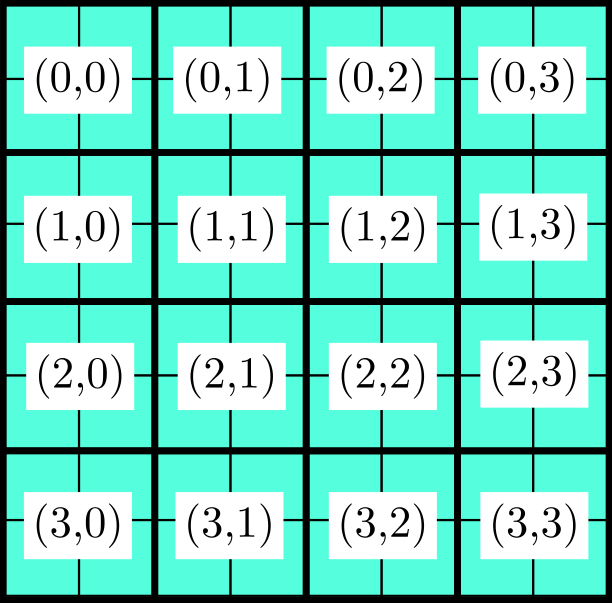 (0,0) (0,1) (0,2) (0,3)
(1,0) (1,1) (1,2) (1,3)
(2,0) (2,1) (2,2) (2,3)
(3,0) (3,1) (3,2) (3,3)